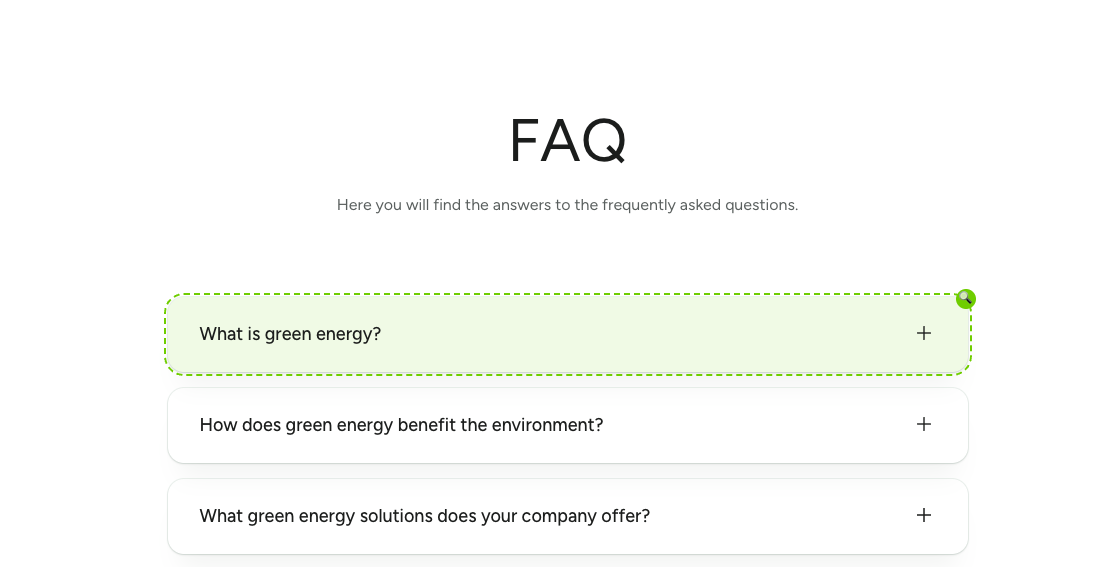 FAQ
Here you will find the answers to the frequently asked questions.
What is green energy?
How does green energy benefit the environment?
What green energy solutions does your company offer?